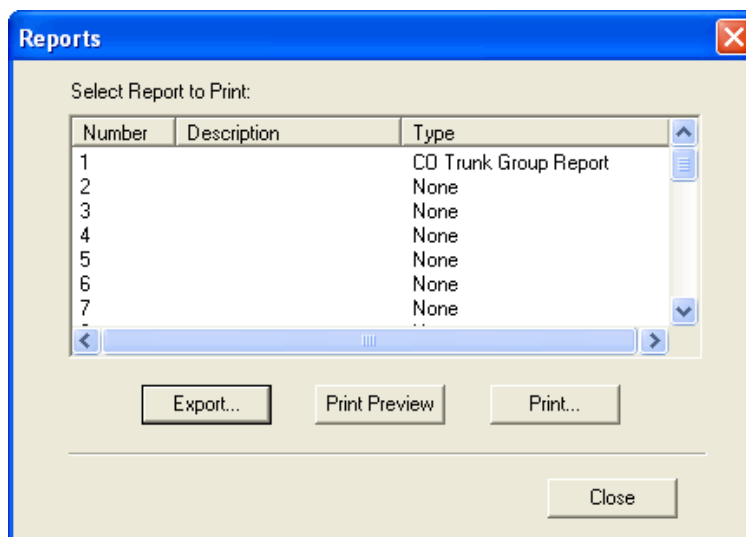 Reports
Select Report to Print:
Number Description Type
1 CO Trunk Group Report
2 None
3 None
4 None
5 None
6 None
7 None
Export... Print Preview Print...
Close